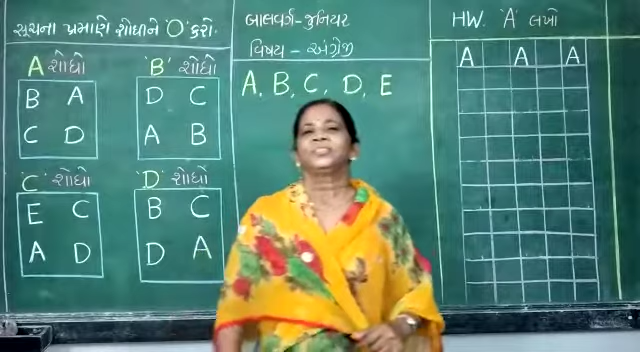 સૂચના પ્રમાણે શોધીને 'O' કરો.
A શોધો
B A
C D
'B' શોધો
D C
A B
'C' શોધો
E C
A D
'D' શોધો
B C
D A
બાલવર્ગ-જુનિયર
વિષય - અંગ્રેજી
A, B, C, D, E
HW. 'A' લખો
A A A